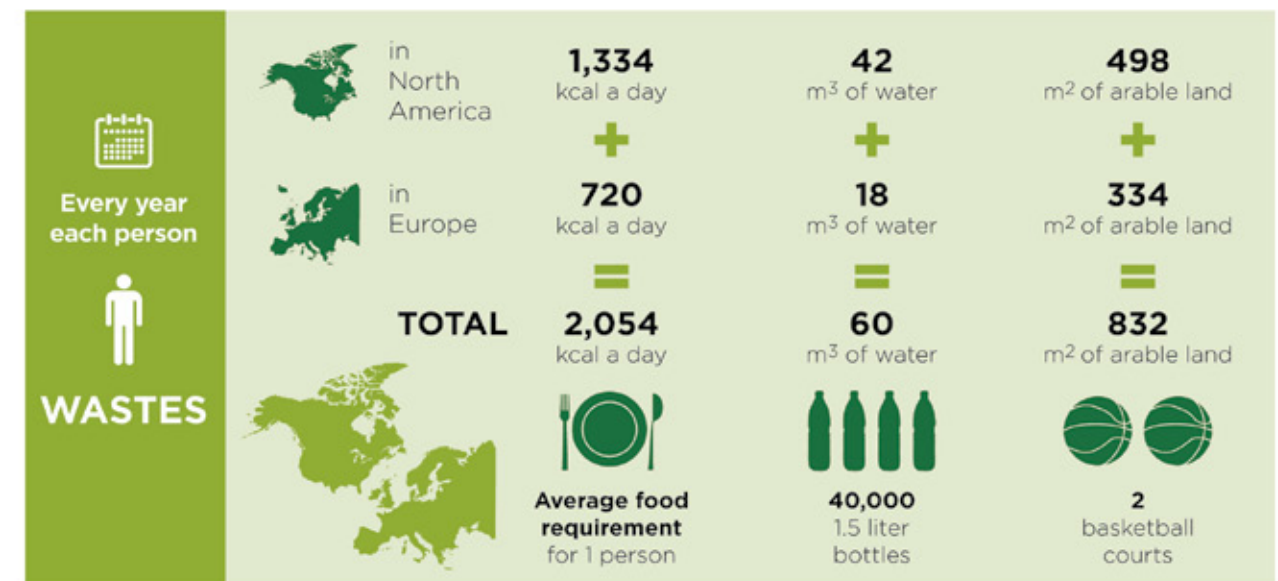 Every year
each person
WASTES
in
North
America
1,334
kcal a day
42
m³ of water
498
m² of arable land
+
+
+
in
Europe
720
kcal a day
18
m³ of water
334
m² of arable land
=
=
=
TOTAL
2,054
kcal a day
60
m³ of water
832
m² of arable land
Average food
requirement
for 1 person
40,000
1.5 liter
bottles
2
basketball
courts